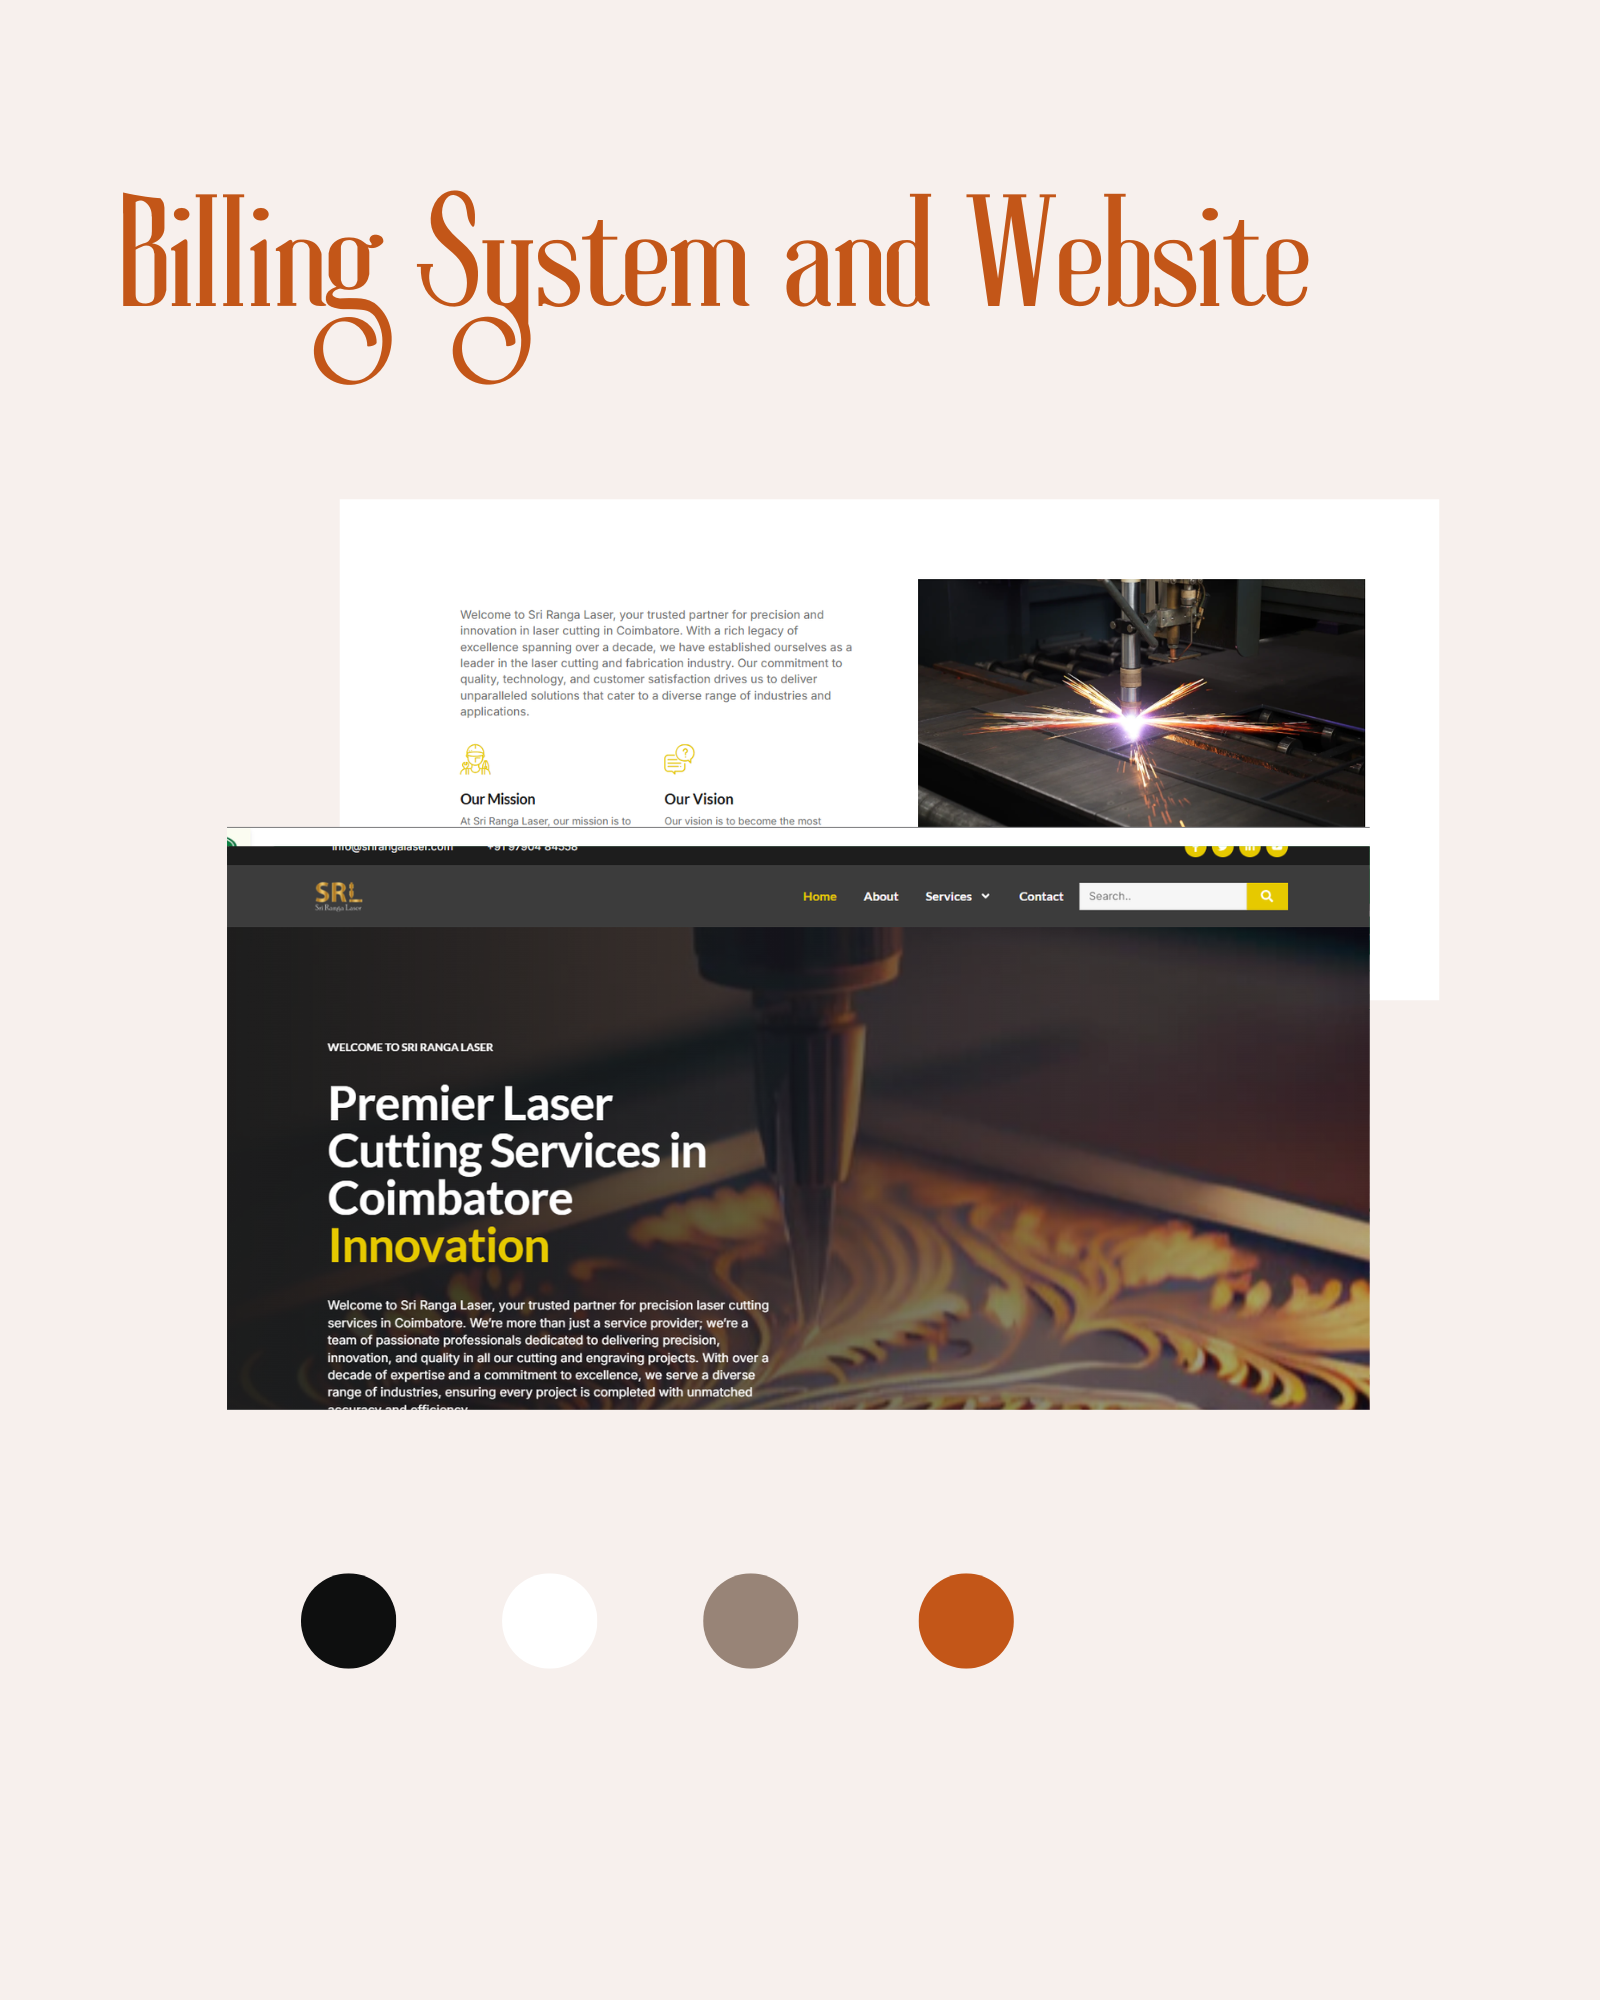 Billing System and Website
Welcome to Sri Ranga Laser, your trusted partner for precision and
innovation in laser cutting in Coimbatore. With a rich legacy of
excellence spanning over a decade, we have established ourselves as a
leader in the laser cutting and fabrication industry. Our commitment to
quality, technology, and customer satisfaction drives us to deliver
unparalleled solutions that cater to a diverse range of industries and
applications.
Our Mission
At Sri Ranga Laser, our mission is to
Our Vision
Our vision is to become the most
SRL
Sri Ranga Laser
Home About Services Contact Search..
WELCOME TO SRI RANGA LASER
Premier Laser
Cutting Services in
Coimbatore
Innovation
Welcome to Sri Ranga Laser, your trusted partner for precision laser cutting
services in Coimbatore. We're more than just a service provider; we're a
team of passionate professionals dedicated to delivering precision,
innovation, and quality in all our cutting and engraving projects. With over a
decade of expertise and a commitment to excellence, we serve a diverse
range of industries, ensuring every project is completed with unmatched
accuracy and efficiency.